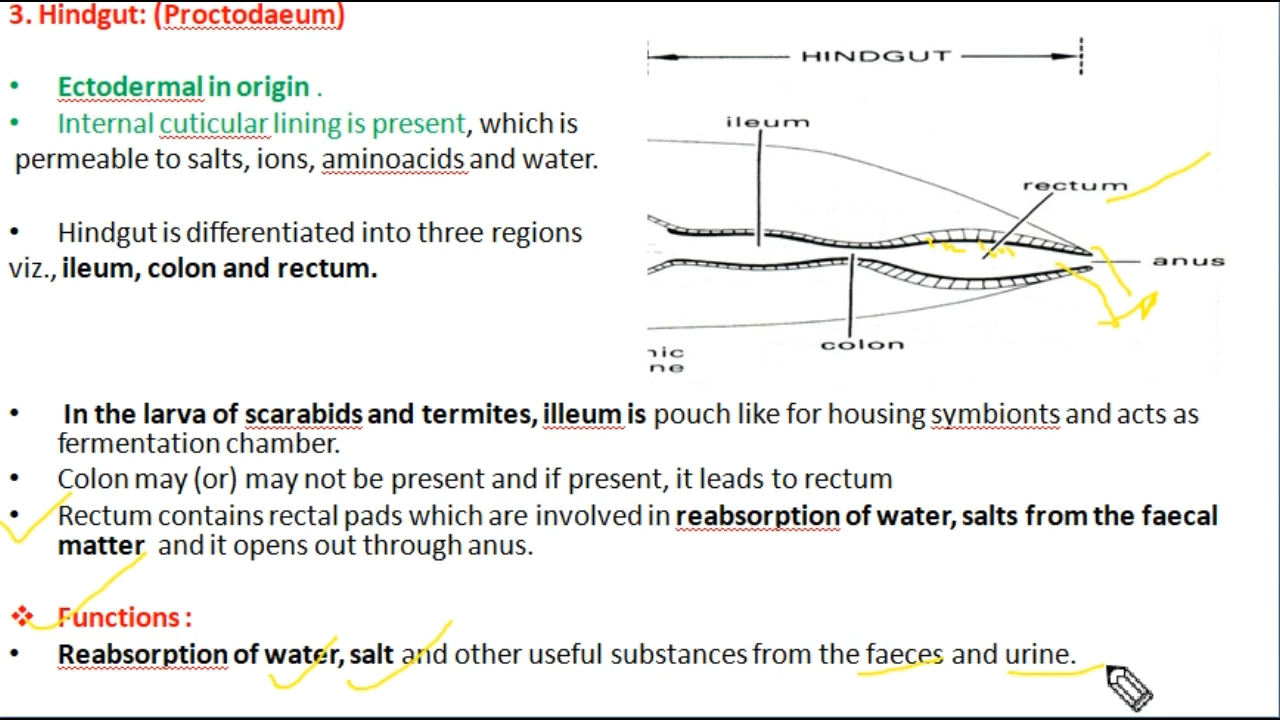 3. Hindgut: (Proctodaeum)
• Ectodermal in origin .
• Internal cuticular lining is present, which is
permeable to salts, ions, aminoacids and water.
• Hindgut is differentiated into three regions
viz., ileum, colon and rectum.
HINDGUT
ileum
rectum
anus
colon
nic
ne
• In the larva of scarabids and termites, illeum is pouch like for housing symbionts and acts as
fermentation chamber.
• Colon may (or) may not be present and if present, it leads to rectum
• Rectum contains rectal pads which are involved in reabsorption of water, salts from the faecal
matter and it opens out through anus.
❖ Functions :
• Reabsorption of water, salt and other useful substances from the faeces and urine.